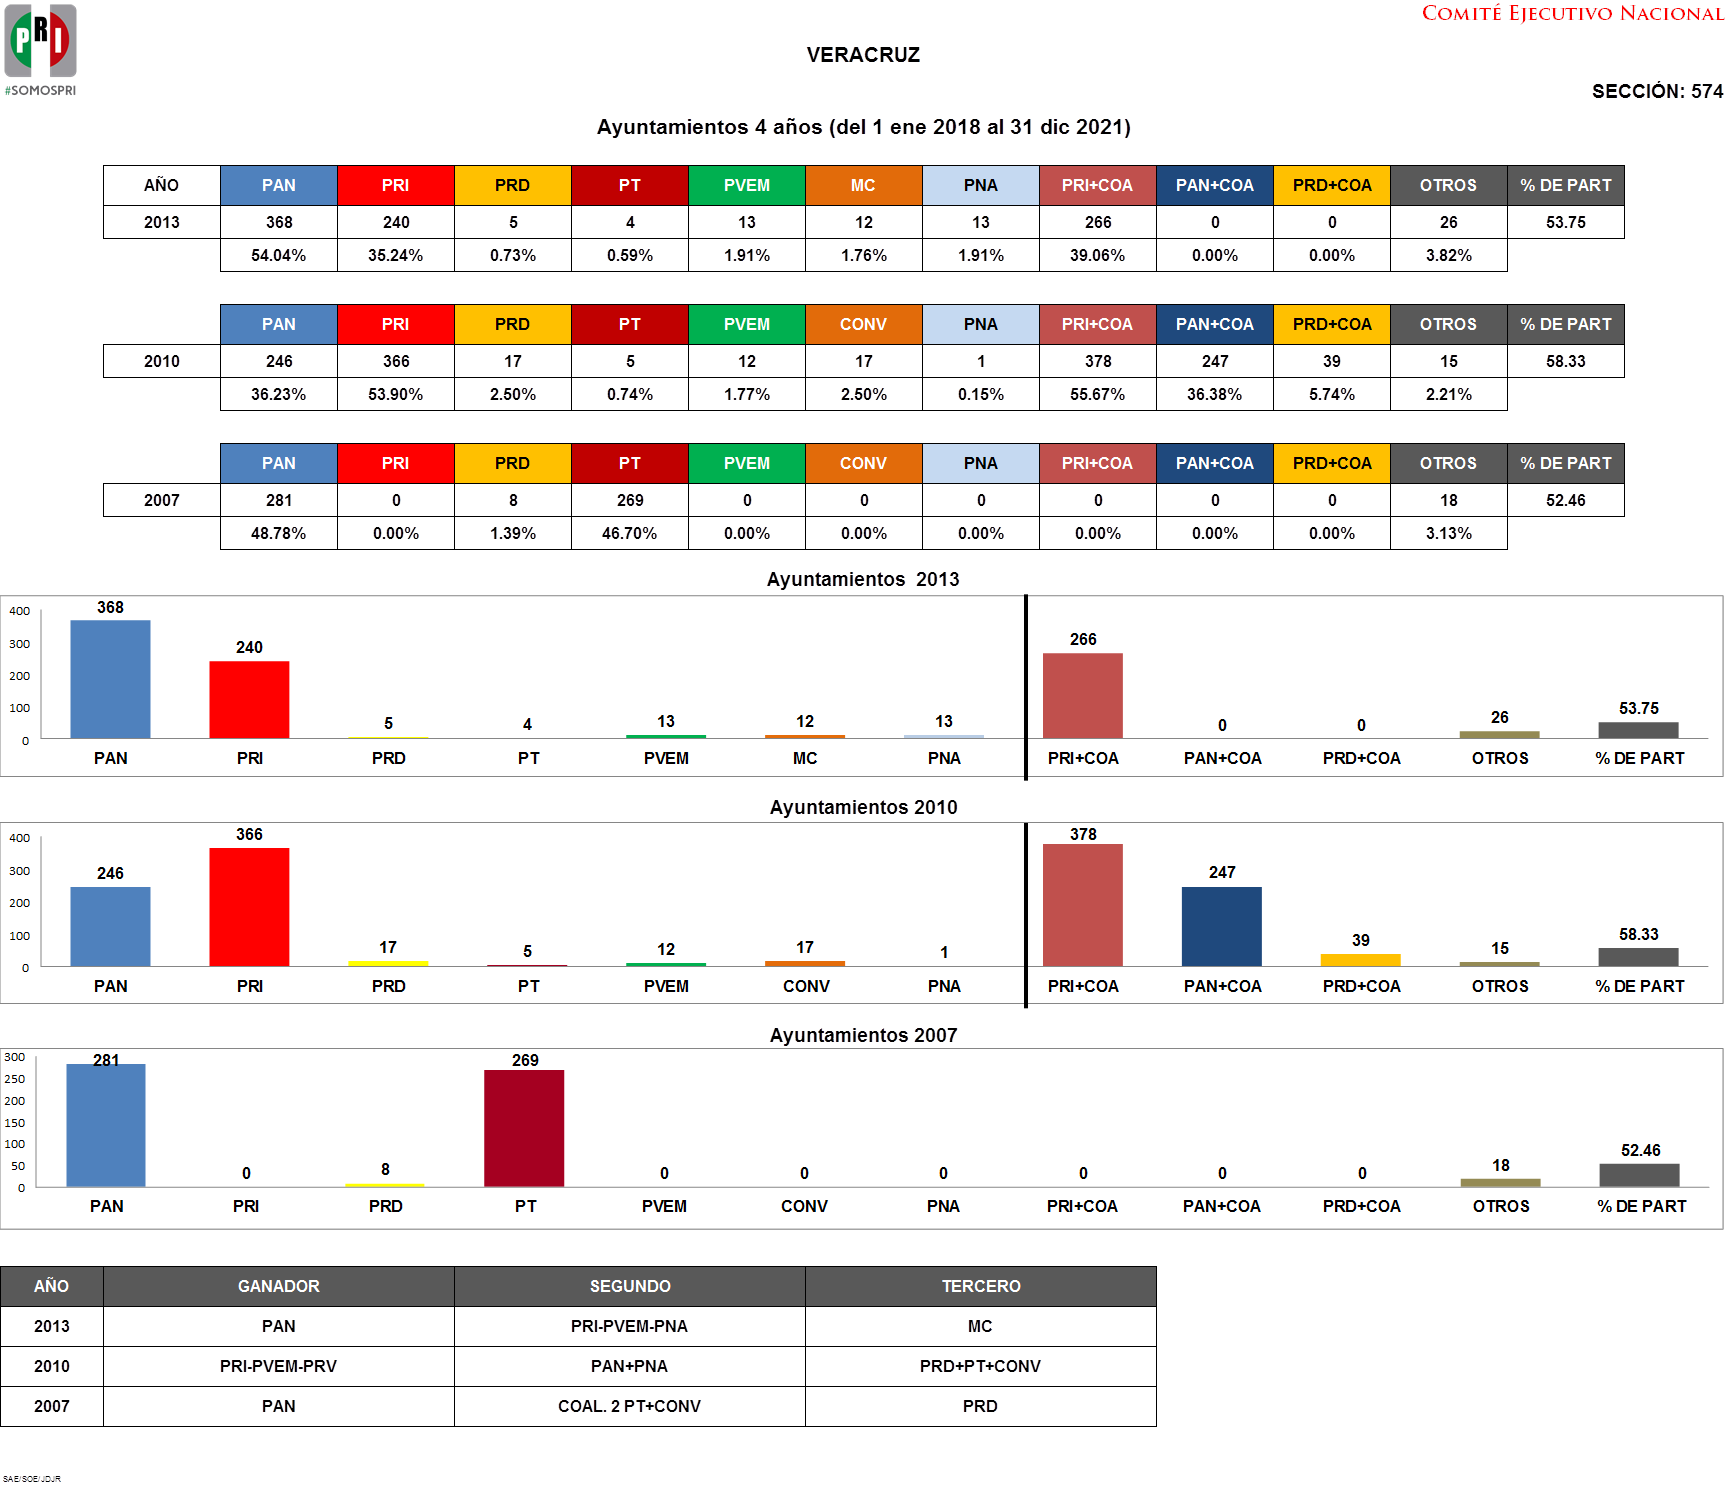 PRI
#SOMOSPRI
COMITÉ EJECUTIVO NACIONAL
VERACRUZ
SECCIÓN: 574
Ayuntamientos 4 años (del 1 ene 2018 al 31 dic 2021)
AÑO PAN PRI PRD PT PVEM MC PNA PRI+COA PAN+COA PRD+COA OTROS % DE PART
2013 368 240 5 4 13 12 13 266 0 0 26 53.75
54.04% 35.24% 0.73% 0.59% 1.91% 1.76% 1.91% 39.06% 0.00% 0.00% 3.82%
PAN PRI PRD PT PVEM CONV PNA PRI+COA PAN+COA PRD+COA OTROS % DE PART
2010 246 366 17 5 12 17 1 378 247 39 15 58.33
36.23% 53.90% 2.50% 0.74% 1.77% 2.50% 0.15% 55.67% 36.38% 5.74% 2.21%
PAN PRI PRD PT PVEM CONV PNA PRI+COA PAN+COA PRD+COA OTROS % DE PART
2007 281 0 8 269 0 0 0 0 0 0 18 52.46
48.78% 0.00% 1.39% 46.70% 0.00% 0.00% 0.00% 0.00% 0.00% 0.00% 3.13%
Ayuntamientos 2013
400
300
200
100
0
368 240 5 4 13 12 13 266 0 0 26 53.75
PAN PRI PRD PT PVEM MC PNA PRI+COA PAN+COA PRD+COA OTROS % DE PART
Ayuntamientos 2010
400
300
200
100
0
246 366 17 5 12 17 1 378 247 39 15 58.33
PAN PRI PRD PT PVEM CONV PNA PRI+COA PAN+COA PRD+COA OTROS % DE PART
Ayuntamientos 2007
300
250
200
150
100
50
0
281 0 8 269 0 0 0 0 0 0 18 52.46
PAN PRI PRD PT PVEM CONV PNA PRI+COA PAN+COA PRD+COA OTROS % DE PART
AÑO GANADOR SEGUNDO TERCERO
2013 PAN PRI-PVEM-PNA MC
2010 PRI-PVEM-PRV PAN+PNA PRD+PT+CONV
2007 PAN COAL. 2 PT+CONV PRD
SAE/SOE/JDJR